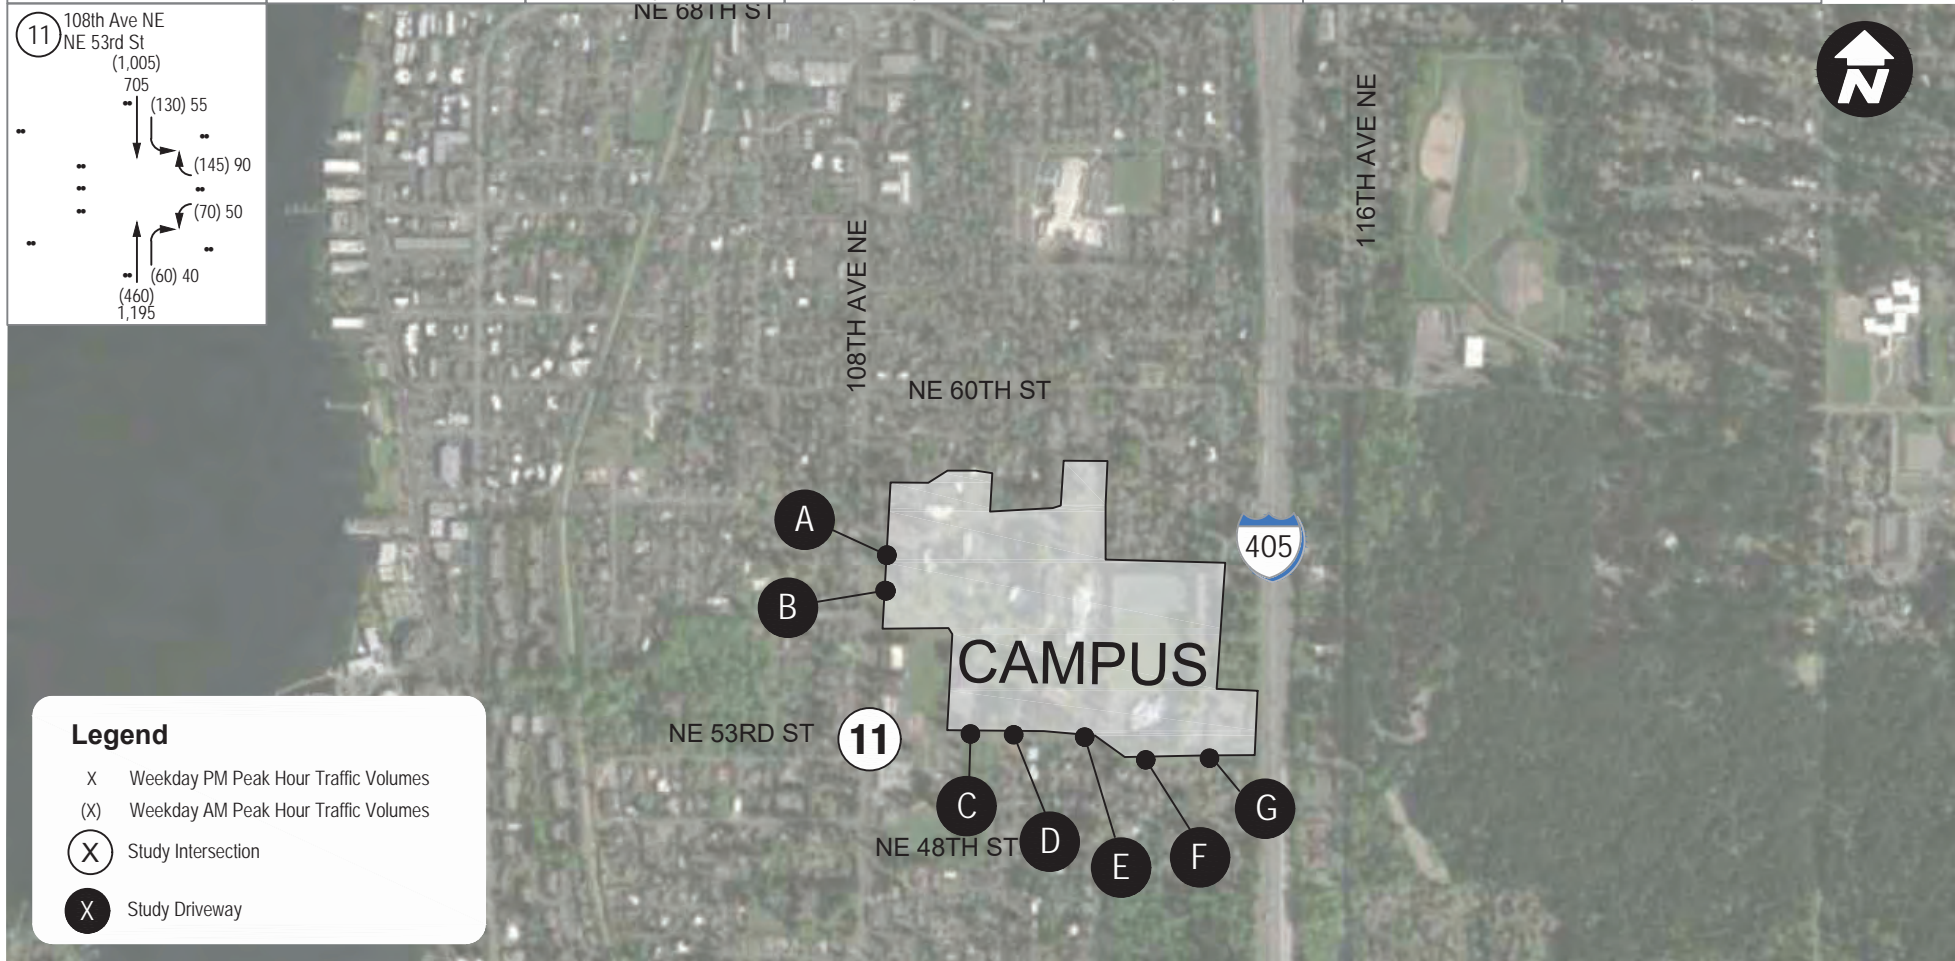 NE 68TH ST
11
108th Ave NE
NE 53rd St
(1,005)
705
(130) 55
(145) 90
(70) 50
(60) 40
(460)
1,195
N
116TH AVE NE
108TH AVE NE
NE 60TH ST
A
405
B
CAMPUS
NE 53RD ST
11
C
D
E
F
G
NE 48TH ST
Legend
X Weekday PM Peak Hour Traffic Volumes
(X) Weekday AM Peak Hour Traffic Volumes
X Study Intersection
X Study Driveway